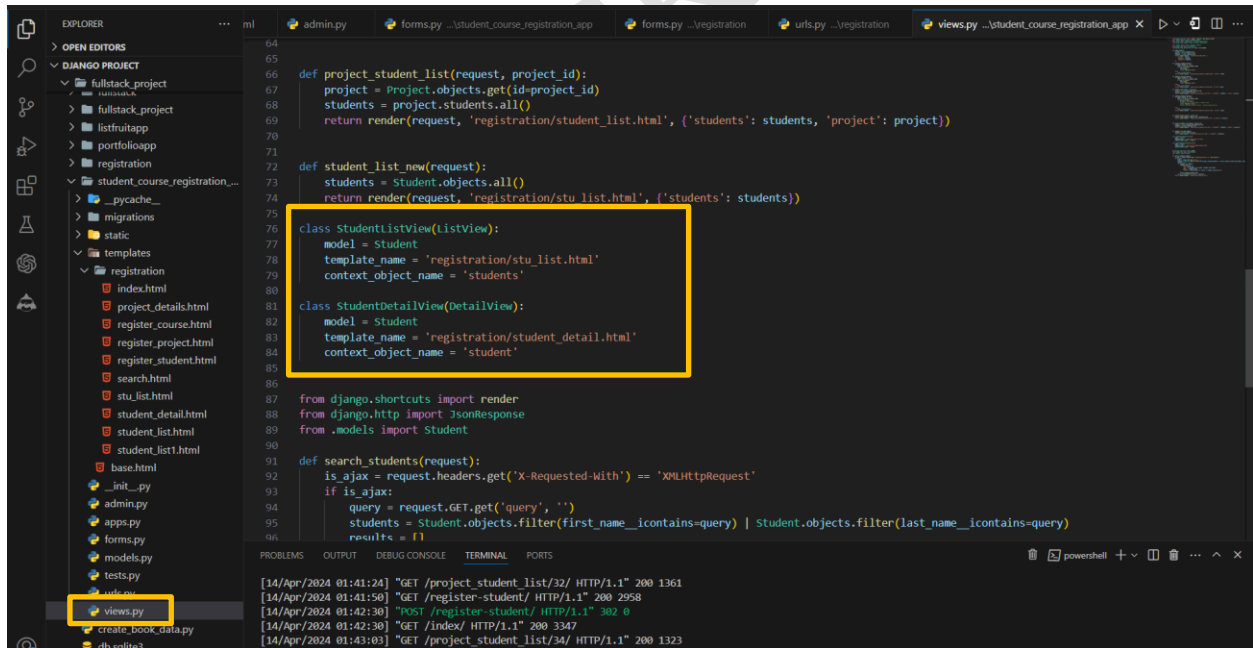 EXPLORER
···
ml
admin.py
forms.py ...\student_course_registration_app
forms.py ...\registration
urls.py ...\registration
views.py ...\student_course_registration_app
OPEN EDITORS
DJANGO PROJECT
fullstack_project
fullstack
fullstack_project
listfruitapp
portfolioapp
registration
student_course_registration_...
__pycache__
migrations
static
templates
registration
index.html
project_details.html
register_course.html
register_project.html
register_student.html
search.html
stu_list.html
student_detail.html
student_list.html
student_list1.html
base.html
__init__.py
admin.py
apps.py
forms.py
models.py
tests.py
urls.py
views.py
create_book_data.py
db.sqlite3
64
65
66 def project_student_list(request, project_id):
67 project = Project.objects.get(id=project_id)
68 students = project.students.all()
69 return render(request, 'registration/student_list.html', {'students': students, 'project': project})
70
71
72 def student_list_new(request):
73 students = Student.objects.all()
74 return render(request, 'registration/stu_list.html', {'students': students})
75
76 class StudentListView(ListView):
77 model = Student
78 template_name = 'registration/stu_list.html'
79 context_object_name = 'students'
80
81 class StudentDetailView(DetailView):
82 model = Student
83 template_name = 'registration/student_detail.html'
84 context_object_name = 'student'
85
86
87 from django.shortcuts import render
88 from django.http import JsonResponse
89 from .models import Student
90
91 def search_students(request):
92 is_ajax = request.headers.get('X-Requested-With') == 'XMLHttpRequest'
93 if is_ajax:
94 query = request.GET.get('query', '')
95 students = Student.objects.filter(first_name__icontains=query) | Student.objects.filter(last_name__icontains=query)
96 results = []
PROBLEMS OUTPUT DEBUG CONSOLE TERMINAL PORTS
powershell
[14/Apr/2024 01:41:24] "GET /project_student_list/32/ HTTP/1.1" 200 1361
[14/Apr/2024 01:41:50] "GET /register-student/ HTTP/1.1" 200 2958
[14/Apr/2024 01:42:30] "POST /register-student/ HTTP/1.1" 302 0
[14/Apr/2024 01:42:30] "GET /index/ HTTP/1.1" 200 3347
[14/Apr/2024 01:43:03] "GET /project_student_list/34/ HTTP/1.1" 200 1323